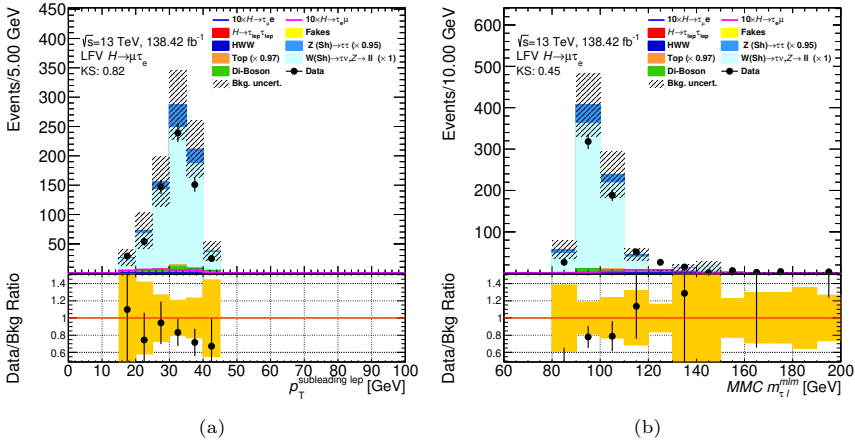 Events/5.00 GeV
450
400
350
300
250
200
150
100
50
√s=13 TeV, 138.42 fb⁻¹
LFV H→μτe
KS: 0.82
10×H→τμe
10×H→τeμ
H→τlepτlep
Fakes
HWW
Z (Sh)→ττ (× 0.95)
Top (× 0.97)
W(Sh)→τν,Z→ ll (× 1)
Di-Boson
Data
Bkg. uncert.
Data/Bkg Ratio
1.4
1.2
1
0.8
0.6
0 10 20 30 40 50 60 70 80 90 100
pT subleading lep [GeV]
(a)
Events/10.00 GeV
600
500
400
300
200
100
√s=13 TeV, 138.42 fb⁻¹
LFV H→μτe
KS: 0.45
10×H→τμe
10×H→τeμ
H→τlepτlep
Fakes
HWW
Z (Sh)→ττ (× 0.95)
Top (× 0.97)
W(Sh)→τν,Z→ ll (× 1)
Di-Boson
Data
Bkg. uncert.
Data/Bkg Ratio
1.4
1.2
1
0.8
0.6
60 80 100 120 140 160 180 200
MMC mτl mlm [GeV]
(b)